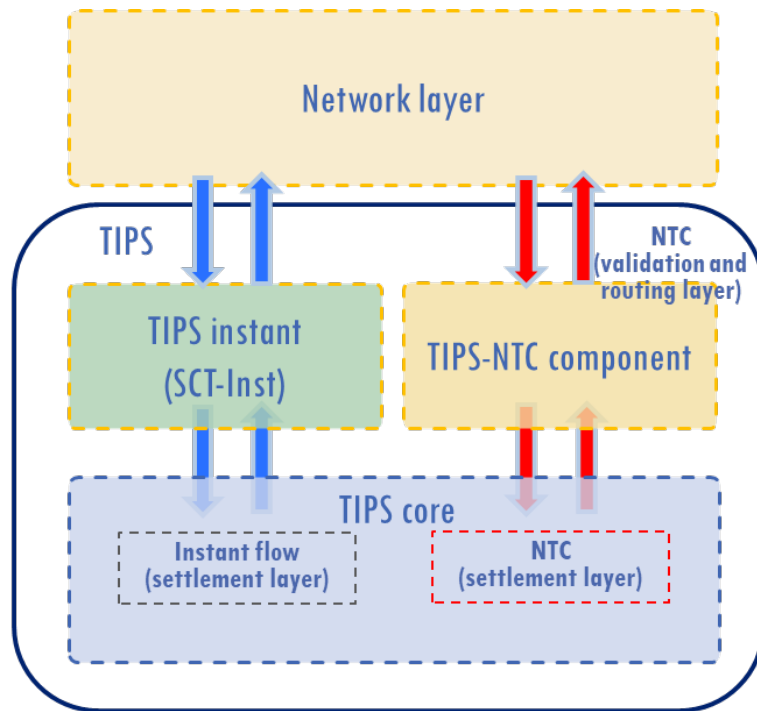 Network layer
TIPS
NTC
(validation and
routing layer)
TIPS instant
(SCT-Inst)
TIPS-NTC component
TIPS core
Instant flow
(settlement layer)
NTC
(settlement layer)